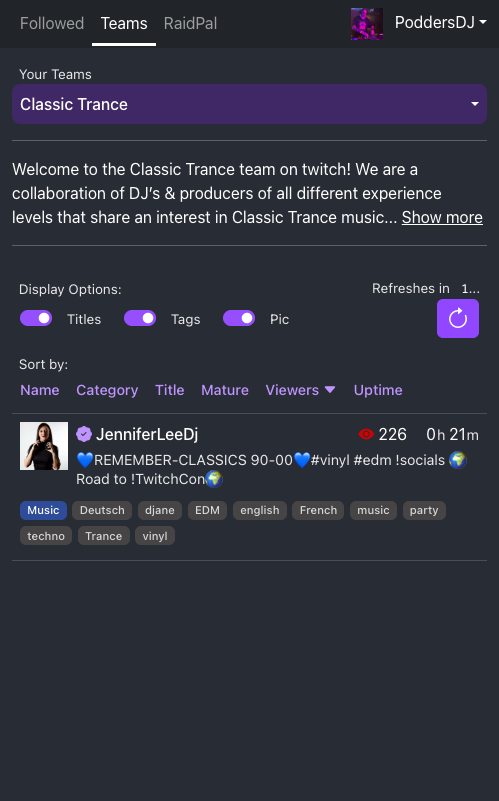 Followed Teams RaidPal PoddersDJ
Your Teams
Classic Trance
Welcome to the Classic Trance team on twitch! We are a
collaboration of DJ's & producers of all different experience
levels that share an interest in Classic Trance music... Show more
Display Options: Refreshes in 1...
Titles Tags Pic
Sort by:
Name Category Title Mature Viewers Uptime
JenniferLeeDj 226 0h 21m
💙REMEMBER-CLASSICS 90-00💙#vinyl #edm !socials 🌍
Road to !TwitchCon🌍
Music Deutsch djane EDM english French music party
techno Trance vinyl